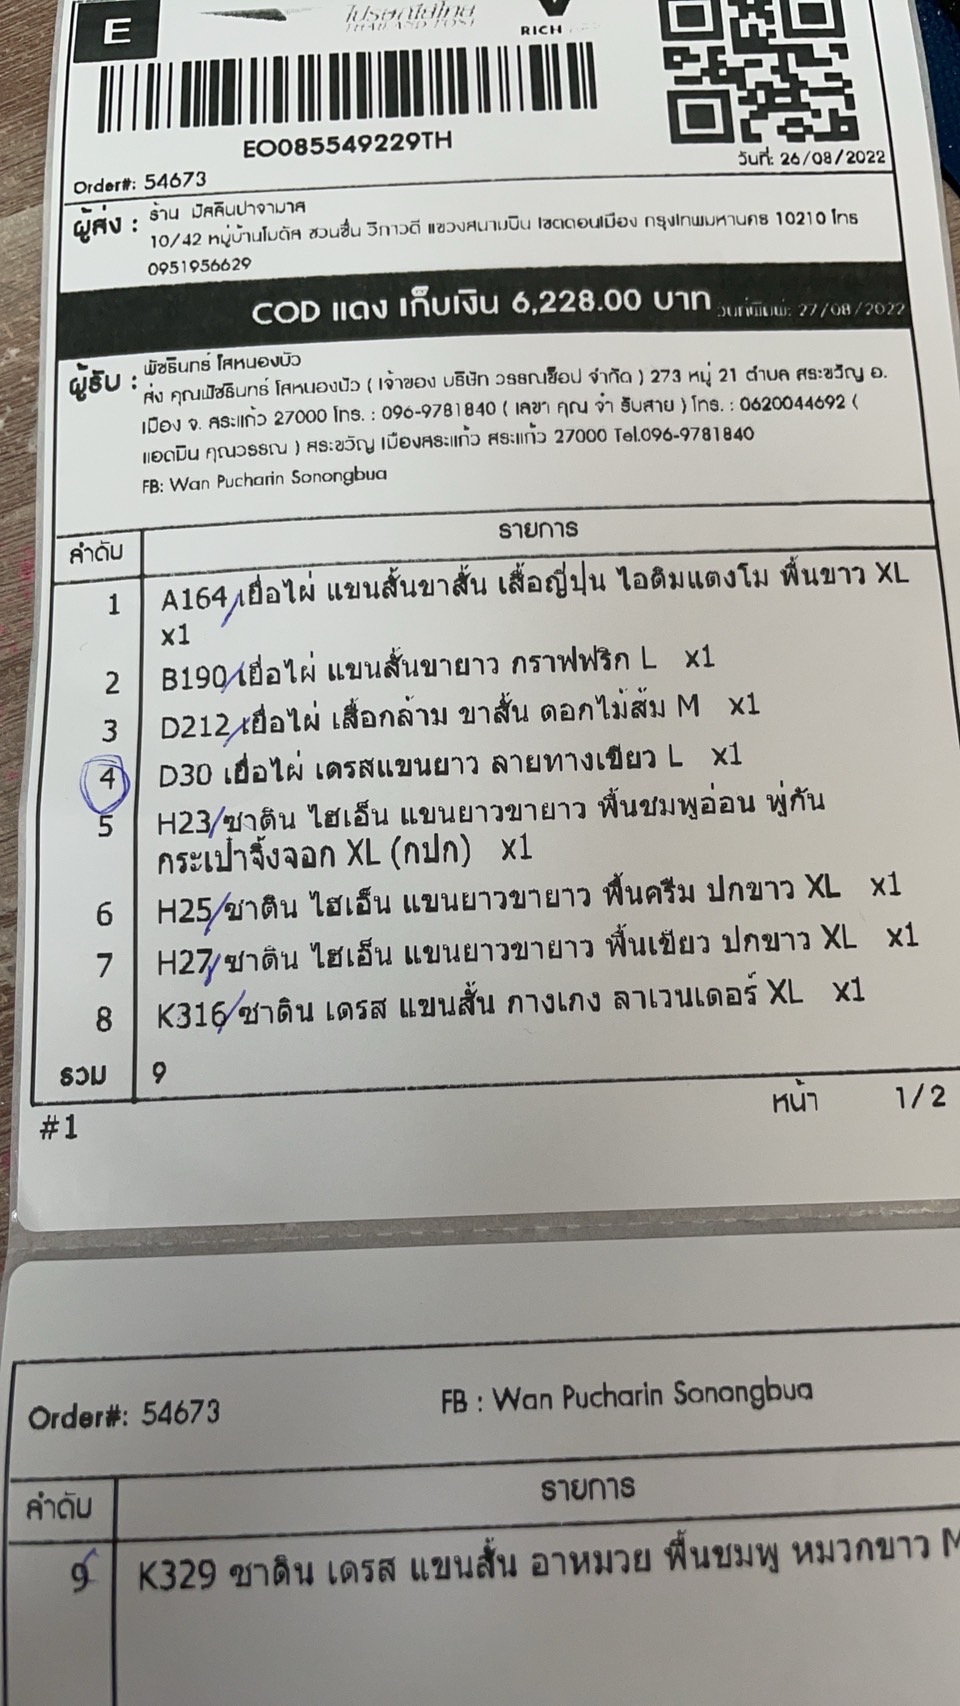 E
ไปรษณีย์ไทย
THAILAND POST
RICH
EO085549229TH
วันที่: 26/08/2022
Order#: 54673
ผู้ส่ง : ร้าน มัสคินปาจามาส
10/42 หมู่บ้านโมดัส ชวนชื่น วิภาวดี แขวงสนามบิน เขตดอนเมือง กรุงเทพมหานคร 10210 โทร
0951956629
COD แดง เก็บเงิน 6,228.00 บาท วันที่พิมพ์: 27/08/2022
ผู้รับ : พัชรินทร์ โสหนองบัว
ส่ง คุณพัชรินทร์ โสหนองบัว ( เจ้าของ บริษัท วรรณช็อป จำกัด ) 273 หมู่ 21 ตำบล สระขวัญ อ.
เมือง จ. สระแก้ว 27000 โทร. : 096-9781840 ( เลขา คุณ จ๋า รับสาย ) โทร. : 0620044692 (
แอดมิน คุณวรรณ ) สระขวัญ เมืองสระแก้ว สระแก้ว 27000 Tel.096-9781840
FB: Wan Pucharin Sonongbua
ลำดับ รายการ
1 A164 เยื่อไผ่ แขนสั้นขาสั้น เสื้อญี่ปุ่น ไอติมแตงโม พื้นขาว XL
x1
2 B190 เยื่อไผ่ แขนสั้นขายาว กราฟฟริก L x1
3 D212 เยื่อไผ่ เสื้อกล้าม ขาสั้น ดอกไม้ส้ม M x1
4 D30 เยื่อไผ่ เดรสแขนยาว ลายทางเขียว L x1
5 H23 ซาติน ไฮเอ็น แขนยาวขายาว พื้นชมพูอ่อน พู่กัน
กระเป๋าจิ้งจอก XL (กปก) x1
6 H25 ซาติน ไฮเอ็น แขนยาวขายาว พื้นครีม ปกขาว XL x1
7 H27 ซาติน ไฮเอ็น แขนยาวขายาว พื้นเขียว ปกขาว XL x1
8 K316 ซาติน เดรส แขนสั้น กางเกง ลาเวนเดอร์ XL x1
รวม 9
#1 หน้า 1/2
Order#: 54673 FB : Wan Pucharin Sonongbua
ลำดับ รายการ
9 K329 ซาติน เดรส แขนสั้น อาหมวย พื้นชมพู หมวกขาว M